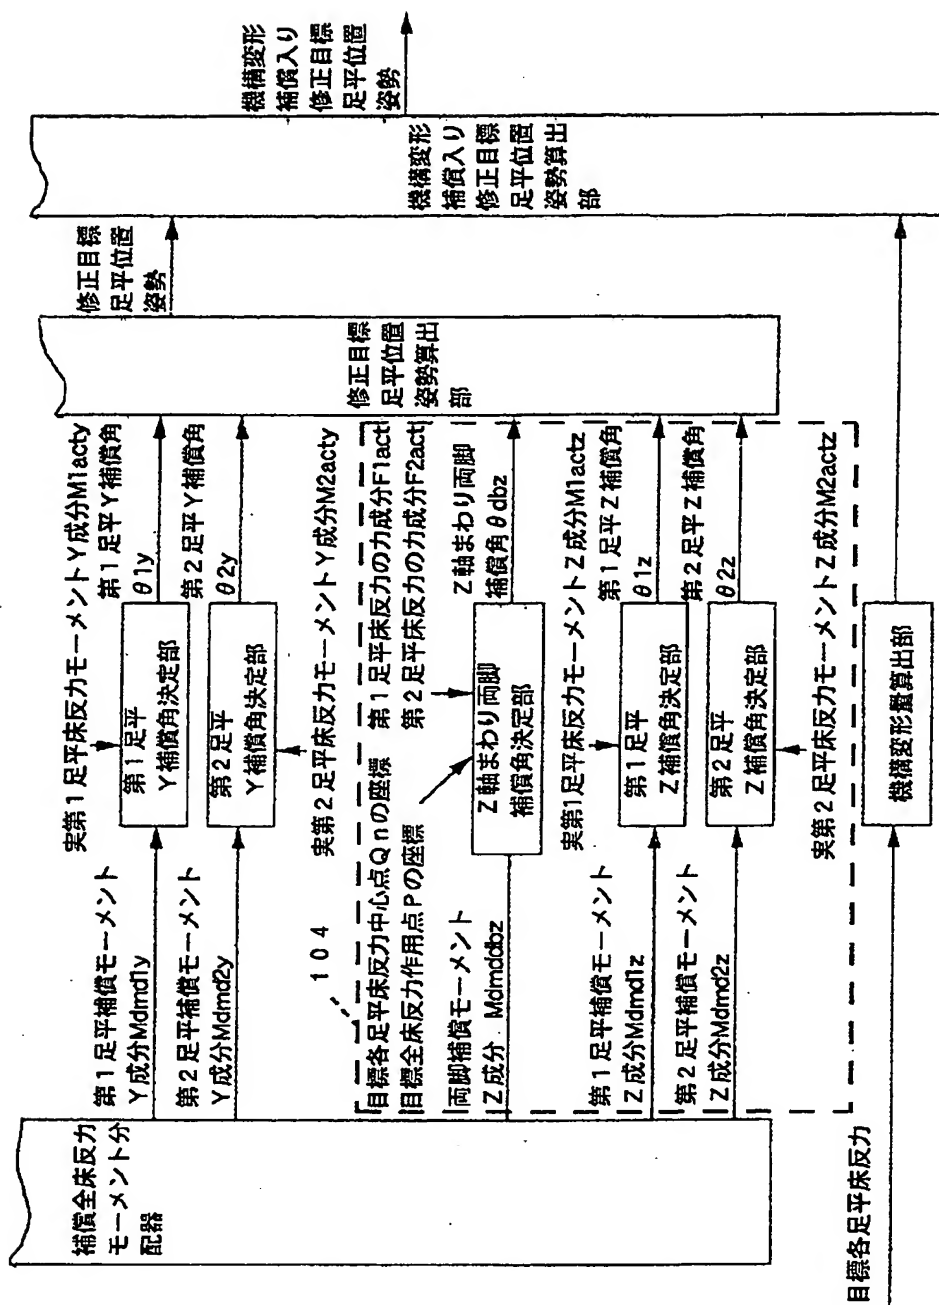 補償全床反力
モーメント分
配器
第1足平補償モーメント
Y成分Mdmd1y
第2足平補償モーメント
Y成分Mdmd2y
104
目標各足平床反力中心点Qnの座標
目標全床反力作用点Pの座標
両脚補償モーメント
Z成分 Mdmddbz
第1足平補償モーメント
Z成分Mdmd1z
第2足平補償モーメント
Z成分Mdmd2z
目標各足平床反力
実第1足平床反力モーメントY成分M1acty
第1足平
Y補償角決定部
第2足平
Y補償角決定部
実第2足平床反力モーメントY成分M2acty
第1足平床反力の力成分F1act
第2足平床反力の力成分F2act
Z軸まわり両脚
補償角決定部
実第1足平床反力モーメントZ成分M1actz
第1足平
Z補償角決定部
第2足平
Z補償角決定部
実第2足平床反力モーメントZ成分M2actz
機構変形量算出部
第1足平Y補償角
θ1y
第2足平Y補償角
θ2y
Z軸まわり両脚
補償角θdbz
第1足平Z補償角
θ1z
第2足平Z補償角
θ2z
修正目標
足平位置
姿勢算出
部
修正目標
足平位置
姿勢
機構変形
補償入り
修正目標
足平位置
姿勢算出
部
機構変形
補償入り
修正目標
足平位置
姿勢